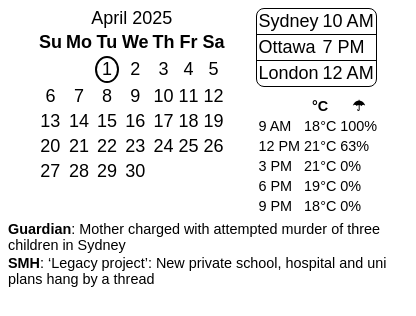 April 2025
Su Mo Tu We Th Fr Sa
1 2 3 4 5
6 7 8 9 10 11 12
13 14 15 16 17 18 19
20 21 22 23 24 25 26
27 28 29 30
Sydney 10 AM
Ottawa 7 PM
London 12 AM
°C ☂
9 AM 18°C 100%
12 PM 21°C 63%
3 PM 21°C 0%
6 PM 19°C 0%
9 PM 18°C 0%
Guardian: Mother charged with attempted murder of three
children in Sydney
SMH: ‘Legacy project’: New private school, hospital and uni
plans hang by a thread